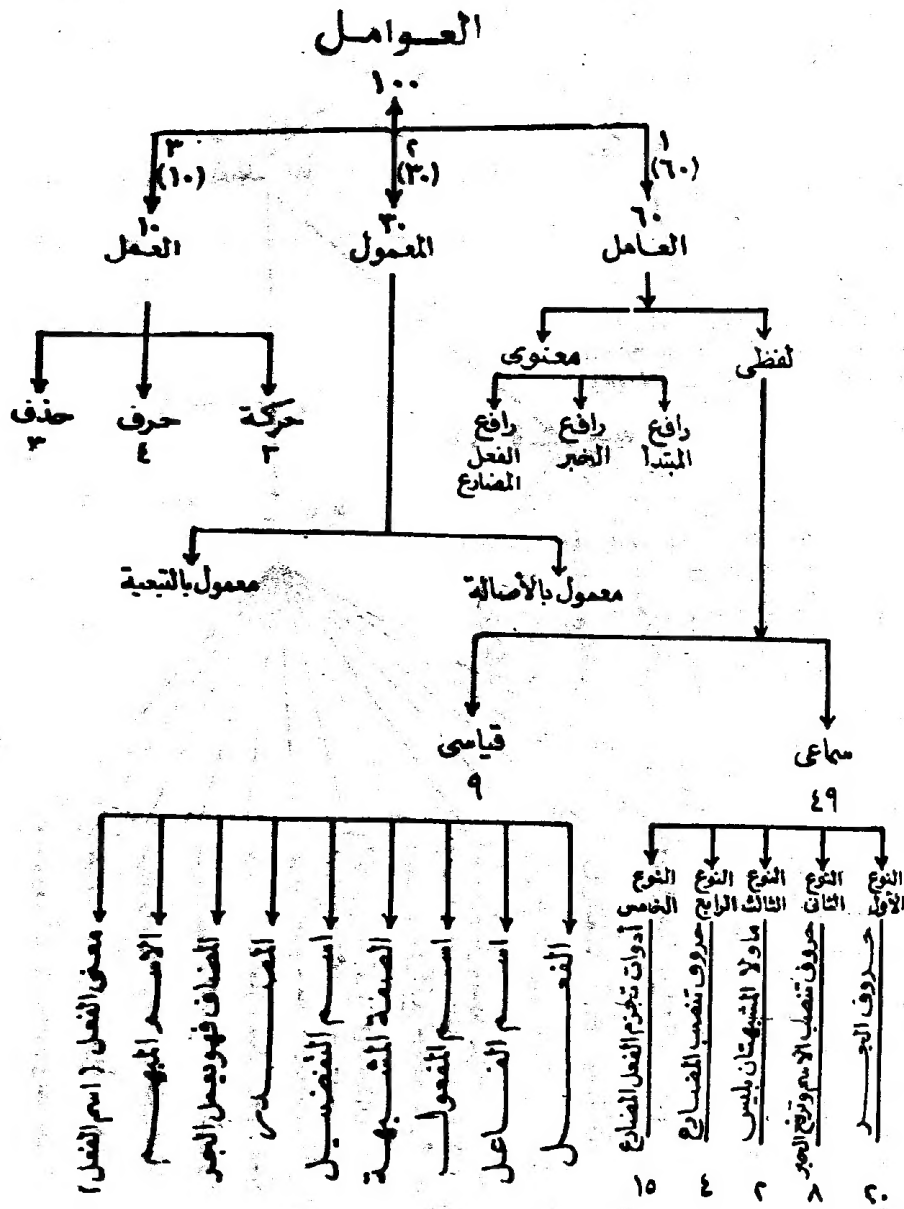 العوامل
١٠٠
١
(٦٠)
٢
(٣٠)
٣
(١٠)
٦٠
العامل
٣٠
المعمول
١٠
العمل
لفظى
معنوى
رافع المبتدأ
رافع الخبر
رافع الفعل المضارع
حركة
٣
حرف
٤
حذف
٣
معمول بالأصالة
معمول بالتبعية
سماعى
٤٩
قياسى
٩
النوع الأول
حروف الجر
٢٠
النوع الثانى
حروف تنصب الاسم وترفع الخبر
٨
النوع الثالث
ما ولا المشبهتان بليس
٢
النوع الرابع
حروف تنصب المضارع
٤
النوع الخامس
أدوات تجزم الفعل المضارع
١٥
الفعل
اسم الفاعل
اسم المفعول
الصفة المشبهة
اسم التفضيل
المصدر
المضاف فهو يعمل الجر
الاسم المبهم
معنى الفعل (اسم الفعل)